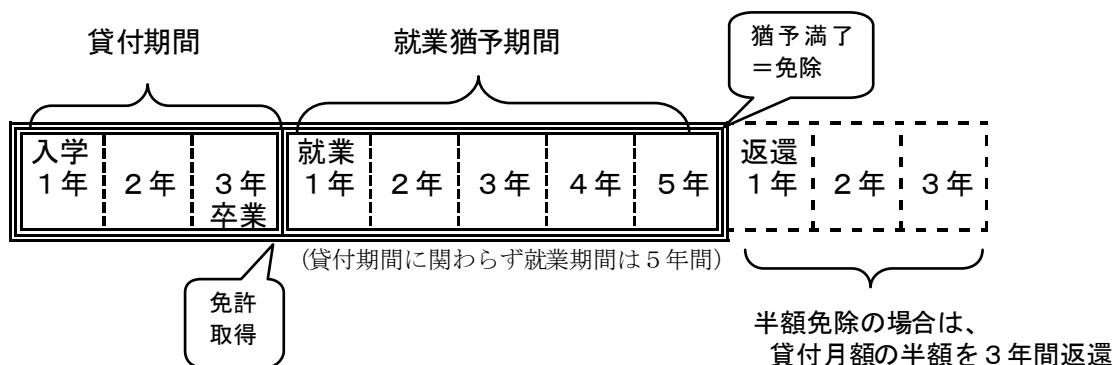 貸付期間
就業猶予期間
猶予満了
＝免除
入学
１年
２年
３年
卒業
就業
１年
２年
３年
４年
５年
返還
１年
２年
３年
(貸付期間に関わらず就業期間は５年間)
免許
取得
半額免除の場合は、
貸付月額の半額を３年間返還